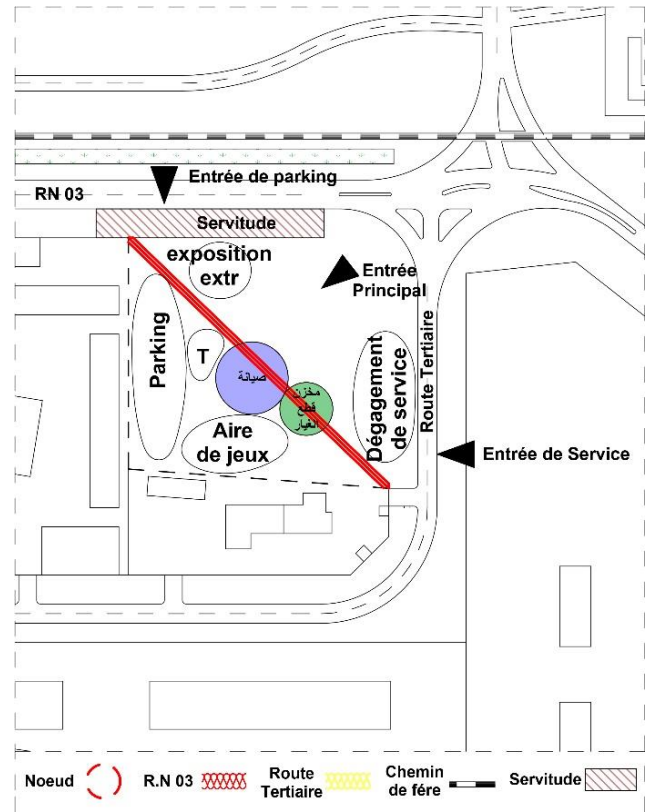 Entrée de parking
RN 03
Servitude
exposition
extr
Entrée
Principal
Parking
T
صيانة
مخزن
قطع
الغيار
Dégagement
de service
Route Tertiaire
Aire
de jeux
Entrée de Service
Noeud
R.N 03
Route
Tertiaire
Chemin
de fére
Servitude